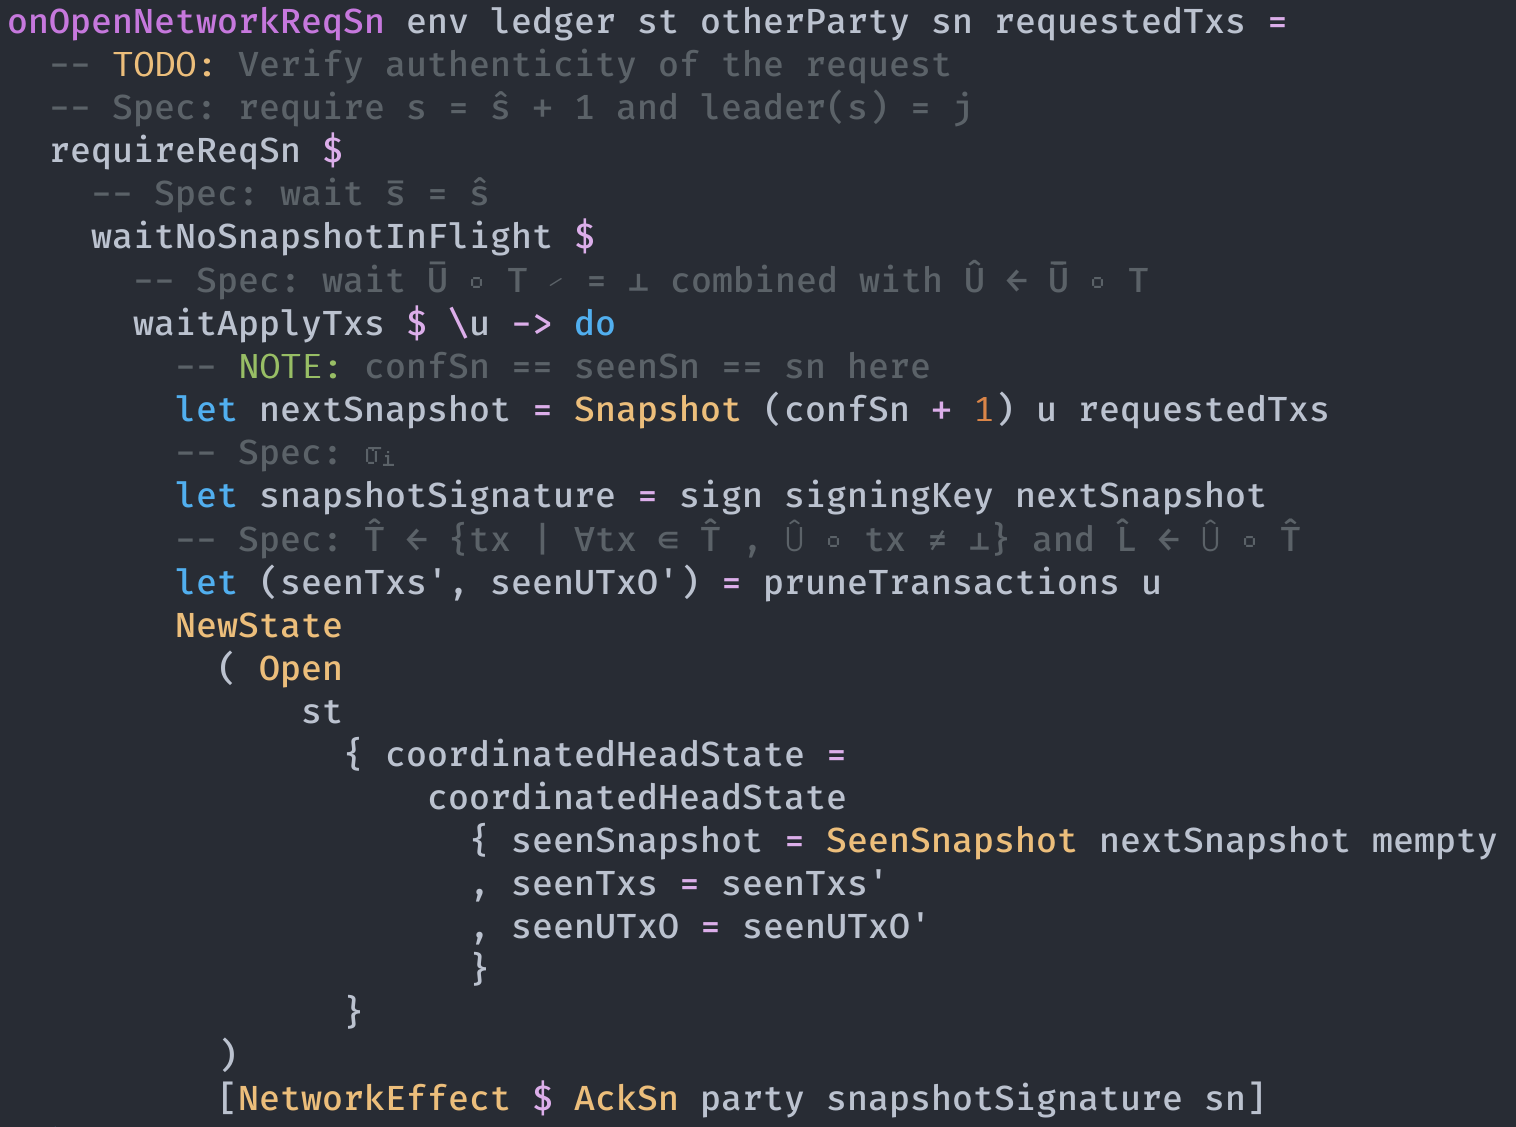 onOpenNetworkReqSn env ledger st otherParty sn requestedTxs =
  -- TODO: Verify authenticity of the request
  -- Spec: require s = ŝ + 1 and leader(s) = j
  requireReqSn $
    -- Spec: wait s̅ = ŝ
    waitNoSnapshotInFlight $
      -- Spec: wait U̅ ◦ T ̸= ⊥ combined with Û ← U̅ ◦ T
      waitApplyTxs $ \u -> do
        -- NOTE: confSn == seenSn == sn here
        let nextSnapshot = Snapshot (confSn + 1) u requestedTxs
        -- Spec: σᵢ
        let snapshotSignature = sign signingKey nextSnapshot
        -- Spec: T̂ ← {tx | ∀tx ∈ T̂ , Û ◦ tx ≠ ⊥} and L̂ ← Û ◦ T̂
        let (seenTxs', seenUTxO') = pruneTransactions u
        NewState
          ( Open
              st
                { coordinatedHeadState =
                    coordinatedHeadState
                      { seenSnapshot = SeenSnapshot nextSnapshot mempty
                      , seenTxs = seenTxs'
                      , seenUTxO = seenUTxO'
                      }
                }
          )
          [NetworkEffect $ AckSn party snapshotSignature sn]